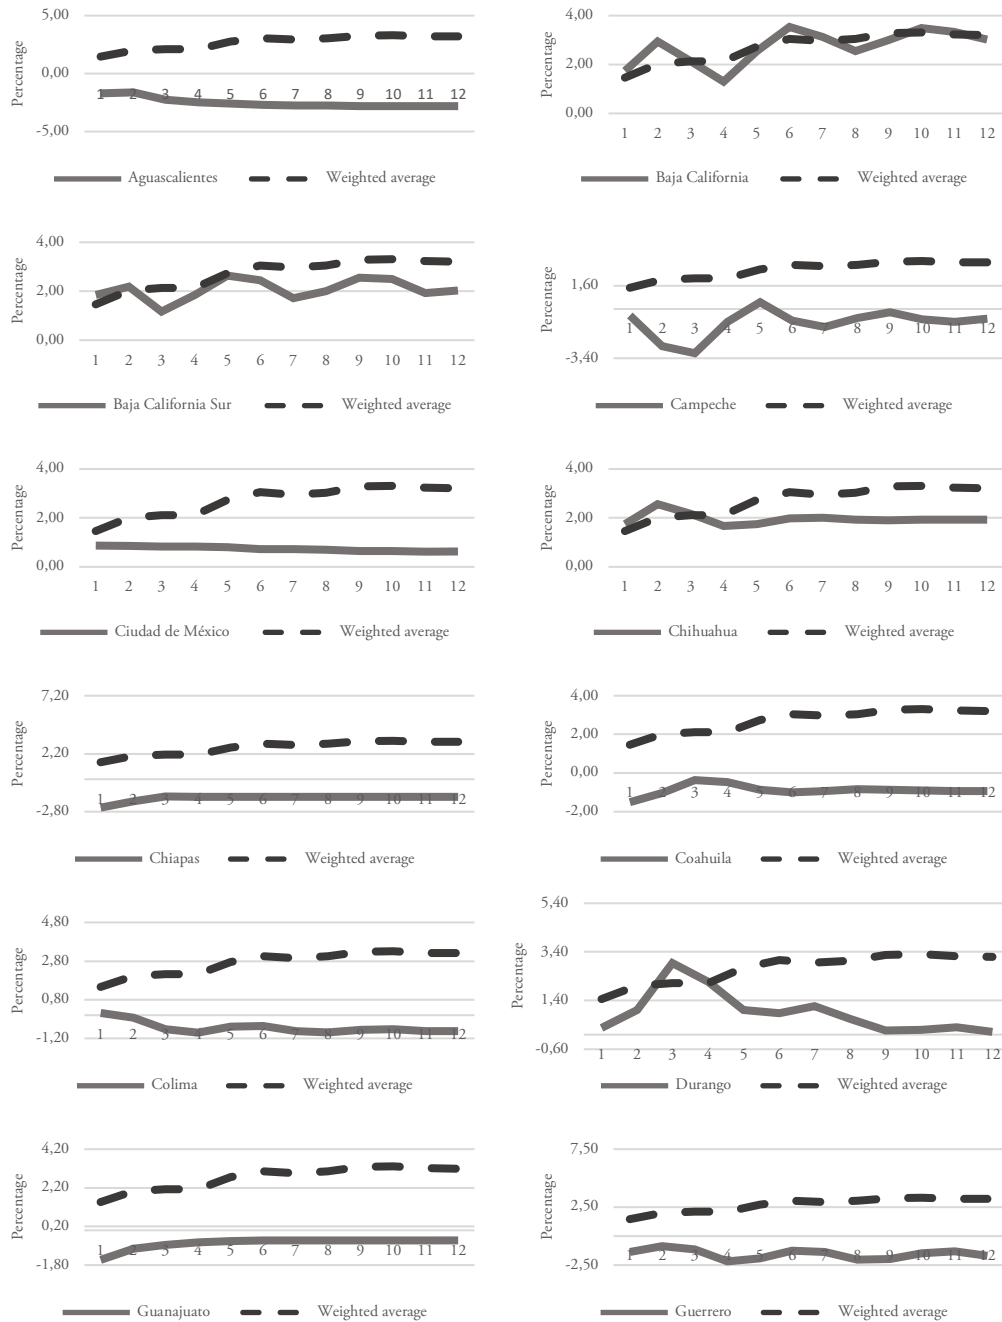 5,00
0,00
-5,00
Percentage
1 2 3 4 5 6 7 8 9 10 11 12
Aguascalientes Weighted average
4,00
2,00
0,00
Percentage
1 2 3 4 5 6 7 8 9 10 11 12
Baja California Weighted average
4,00
2,00
0,00
Percentage
1 2 3 4 5 6 7 8 9 10 11 12
Baja California Sur Weighted average
1,60
-3,40
Percentage
1 2 3 4 5 6 7 8 9 10 11 12
Campeche Weighted average
4,00
2,00
0,00
Percentage
1 2 3 4 5 6 7 8 9 10 11 12
Ciudad de México Weighted average
4,00
2,00
0,00
Percentage
1 2 3 4 5 6 7 8 9 10 11 12
Chihuahua Weighted average
7,20
2,20
-2,80
Percentage
1 2 3 4 5 6 7 8 9 10 11 12
Chiapas Weighted average
4,00
2,00
0,00
-2,00
Percentage
1 2 3 4 5 6 7 8 9 10 11 12
Coahuila Weighted average
4,80
2,80
0,80
-1,20
Percentage
1 2 3 4 5 6 7 8 9 10 11 12
Colima Weighted average
5,40
3,40
1,40
-0,60
Percentage
1 2 3 4 5 6 7 8 9 10 11 12
Durango Weighted average
4,20
2,20
0,20
-1,80
Percentage
1 2 3 4 5 6 7 8 9 10 11 12
Guanajuato Weighted average
7,50
2,50
-2,50
Percentage
1 2 3 4 5 6 7 8 9 10 11 12
Guerrero Weighted average